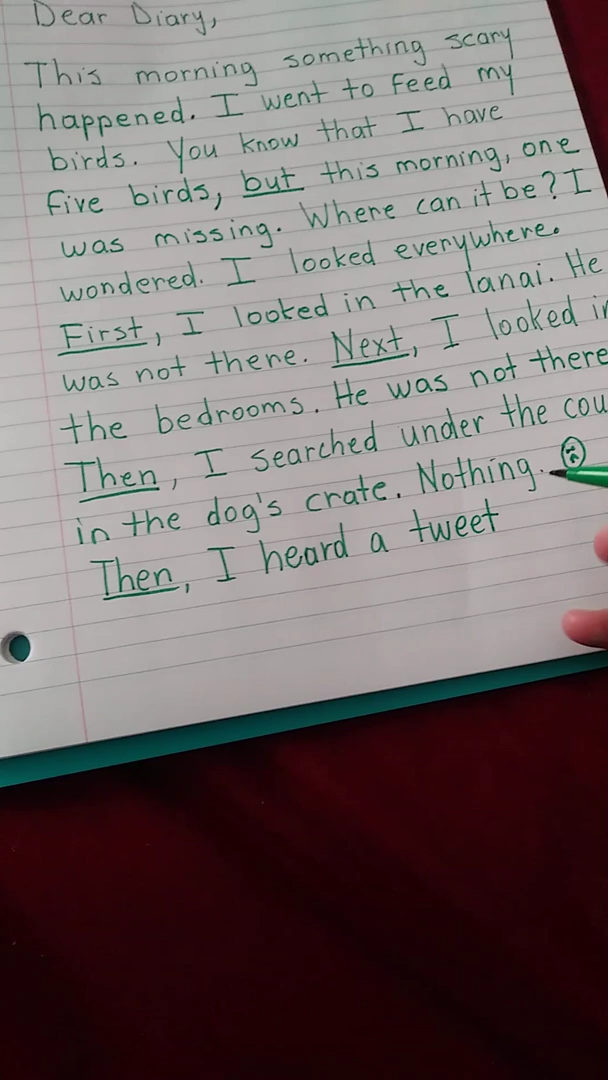 Dear Diary,
This morning something scary
happened. I went to feed my
birds. You know that I have
five birds, but this morning, one
was missing. Where can it be? I
wondered. I looked everywhere.
First, I looked in the lanai. He
was not there. Next, I looked in
the bedrooms. He was not there
Then, I searched under the
in the dog's crate. Nothing.
Then, I heard a tweet